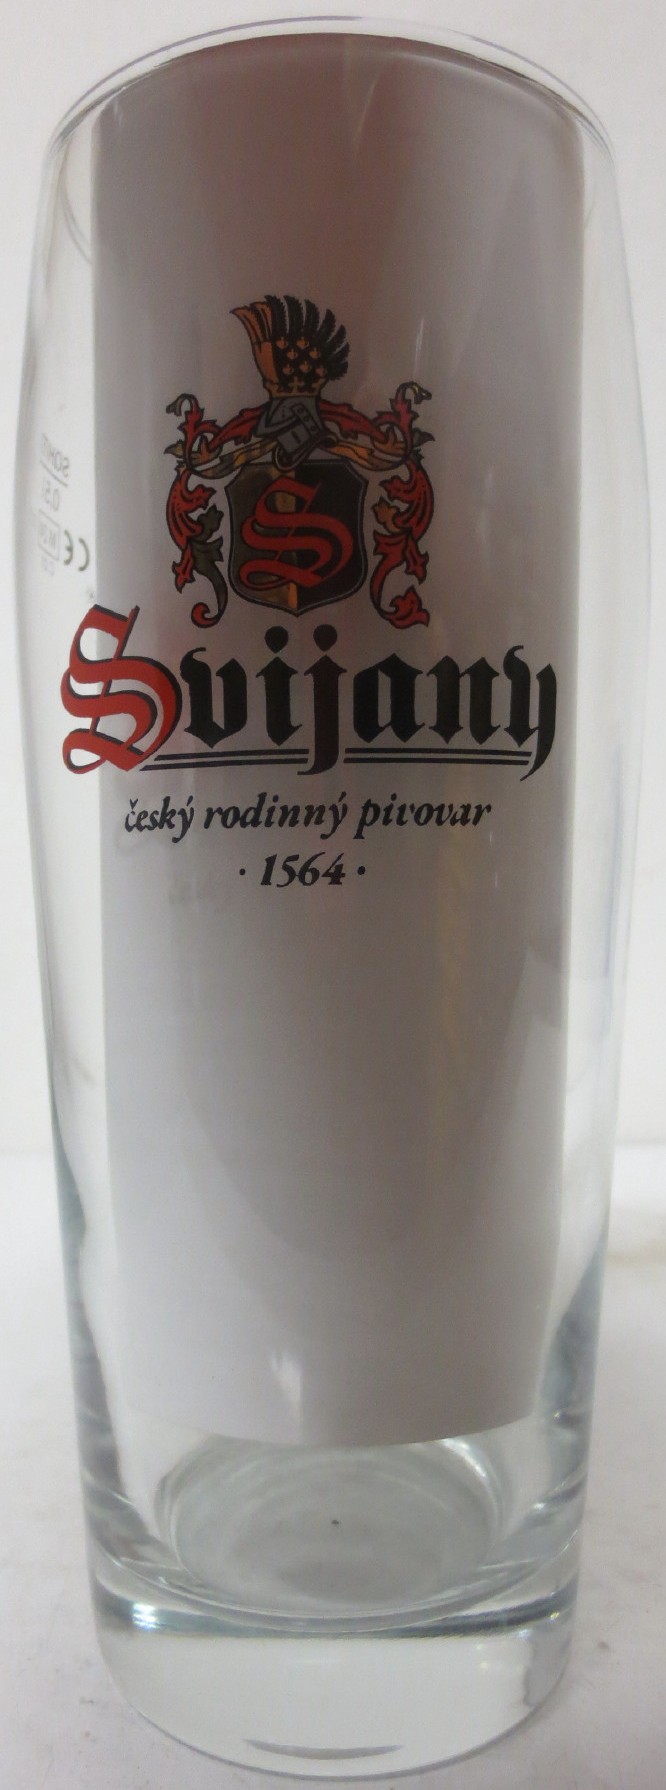 S
Svijany
český rodinný pivovar
· 1564 ·